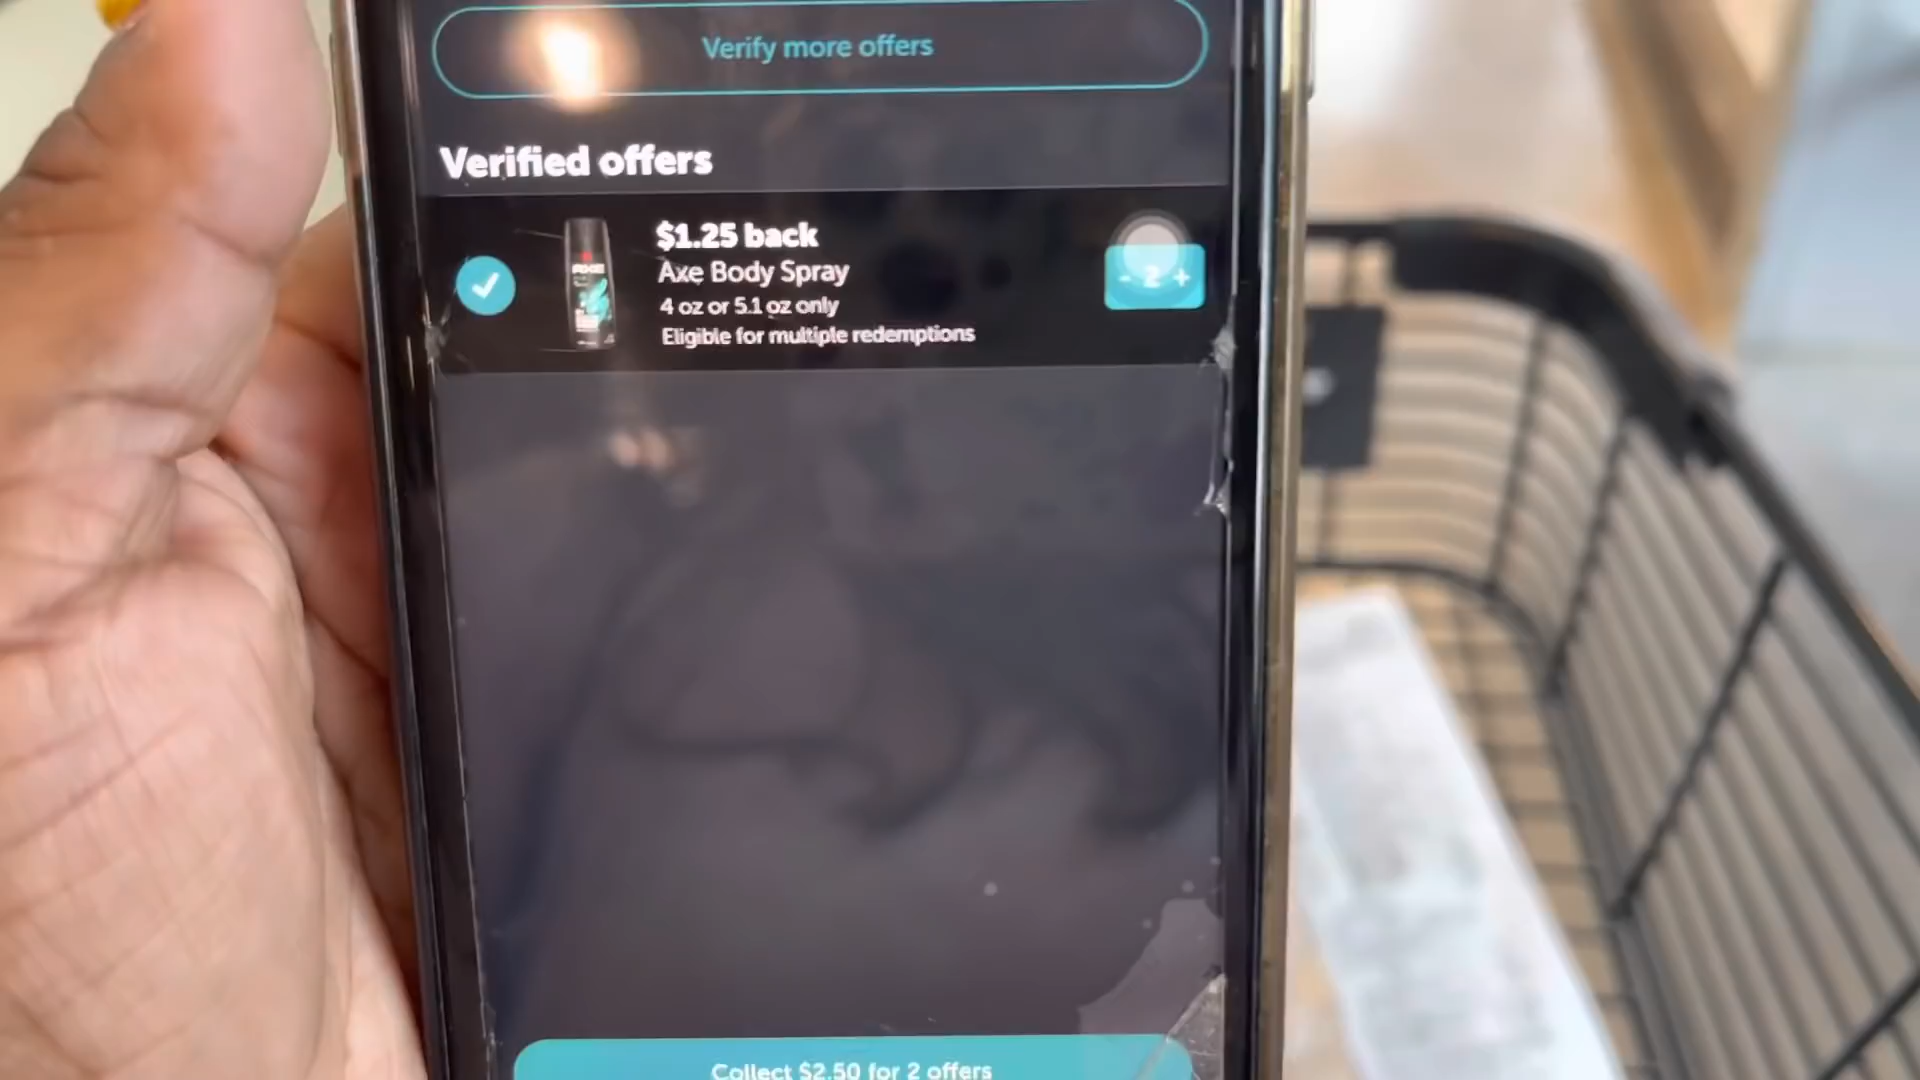 Verify more offers
Verified offers
$1.25 back
Axe Body Spray
4 oz or 5.1 oz only
Eligible for multiple redemptions
AXE
- 2 +
Collect $2.50 for 2 offers